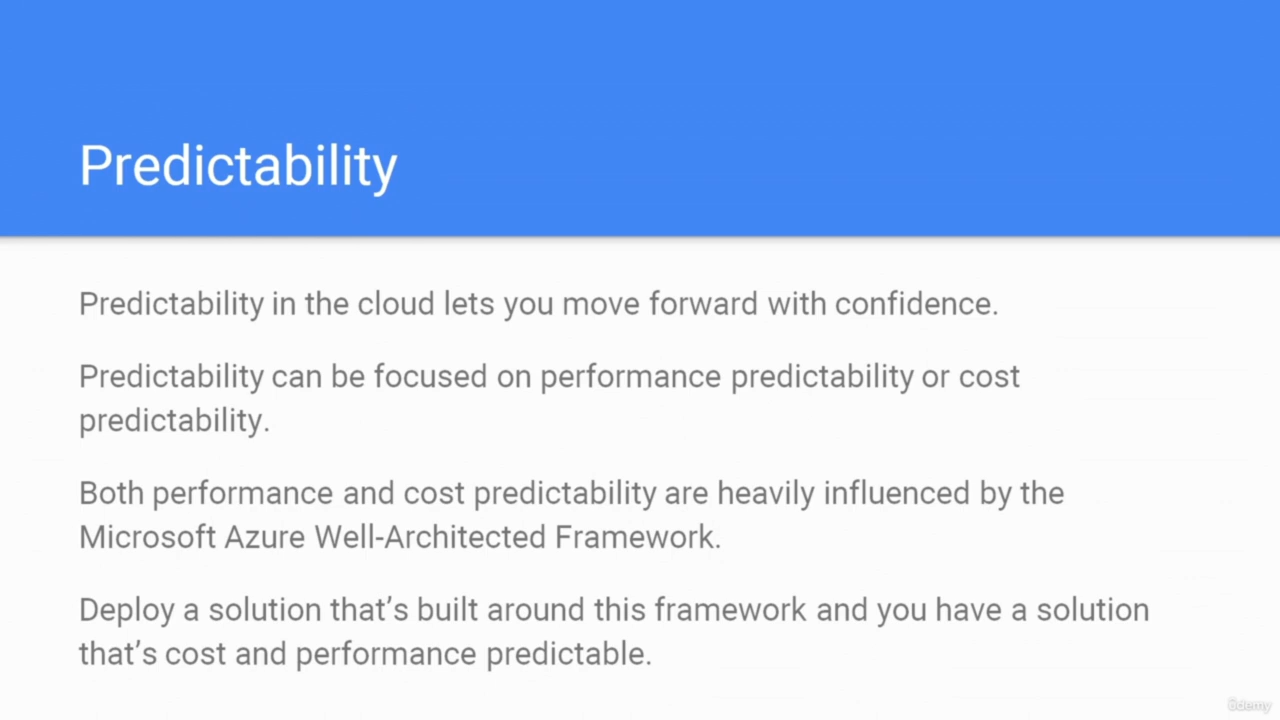 Predictability
Predictability in the cloud lets you move forward with confidence.
Predictability can be focused on performance predictability or cost
predictability.
Both performance and cost predictability are heavily influenced by the
Microsoft Azure Well-Architected Framework.
Deploy a solution that’s built around this framework and you have a solution
that’s cost and performance predictable.
ûdemy